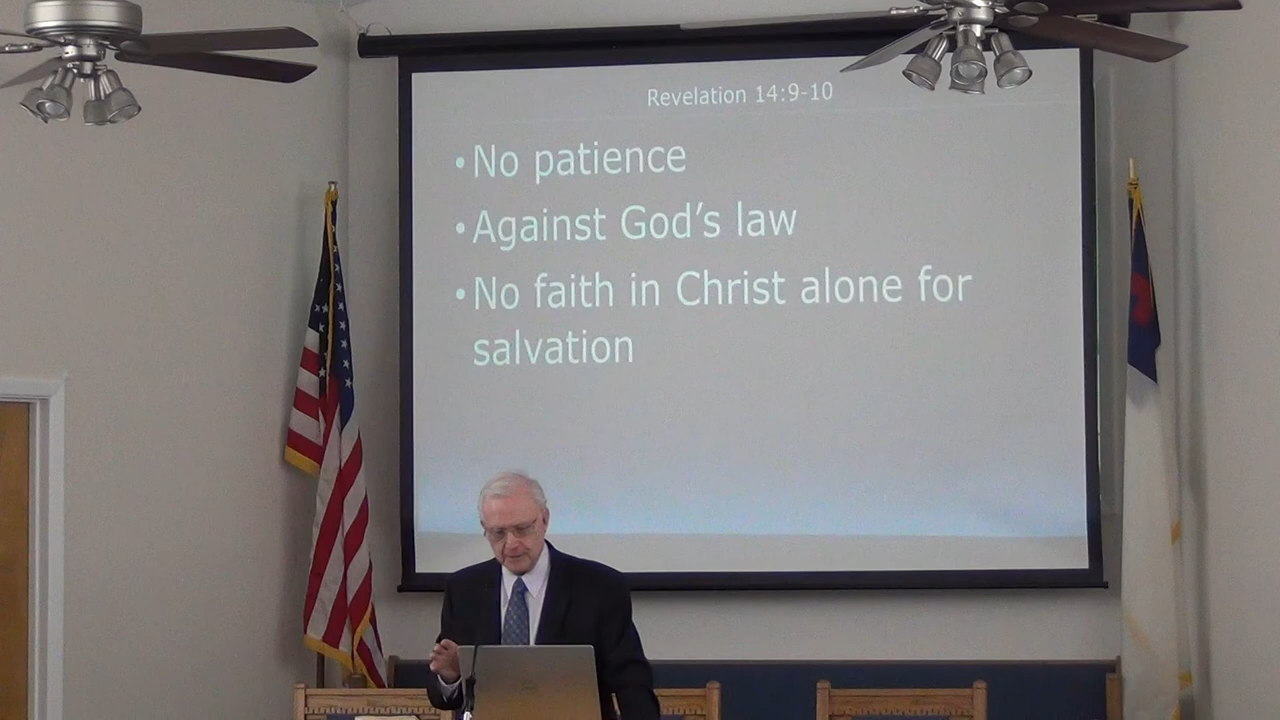 Revelation 14:9-10
• No patience
• Against God's law
• No faith in Christ alone for
salvation